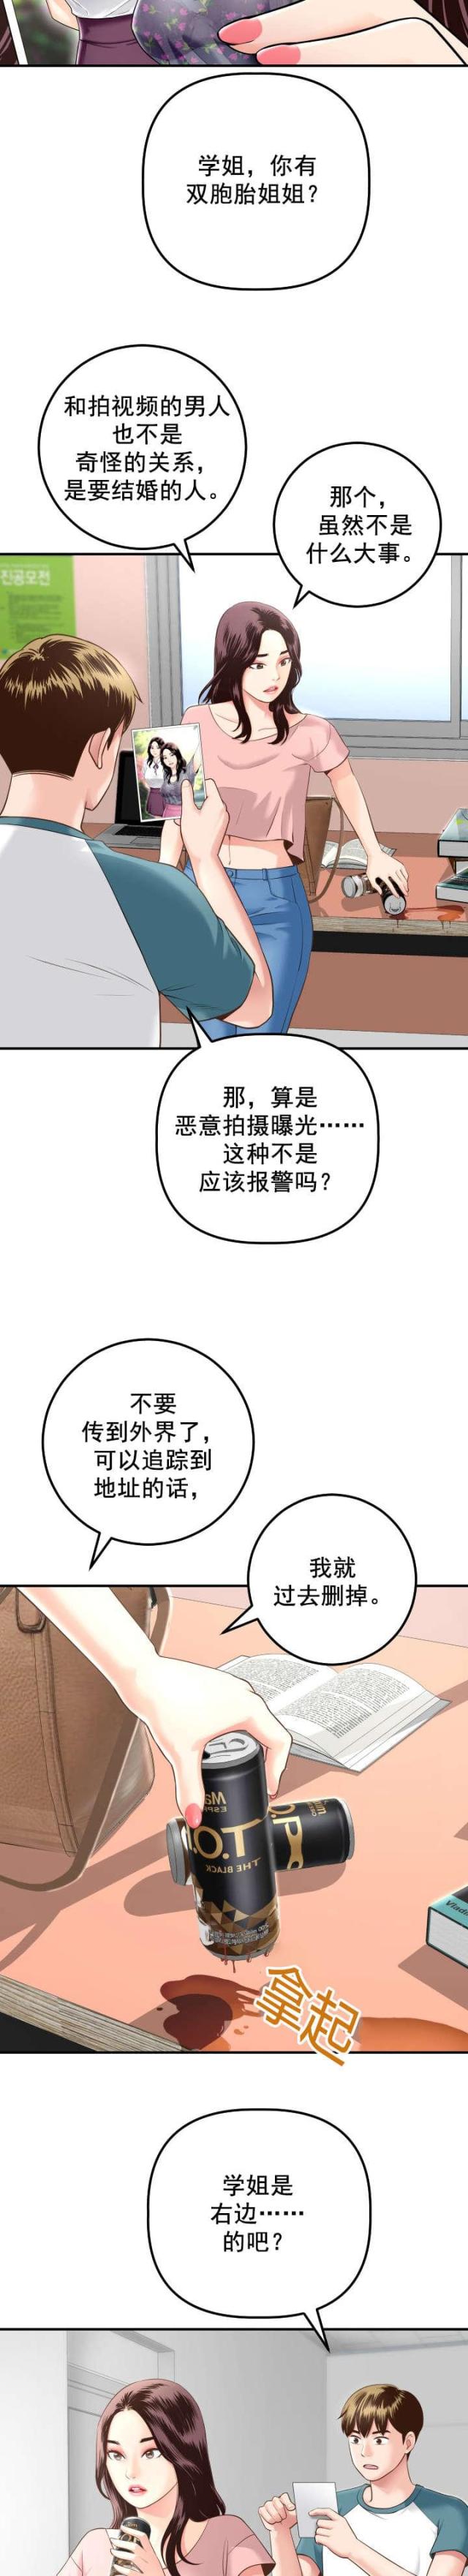 学姐，你有
双胞胎姐姐？
和拍视频的男人
也不是
奇怪的关系，
是要结婚的人。
那个，
虽然不是
什么大事。
진공모전
那，算是
恶意拍摄曝光……
这种不是
应该报警吗？
不要
传到外界了，
可以追踪到
地址的话，
我就
过去删掉。
T.O.P
THE BLACK
拿起
学姐是
右边……
的吧？